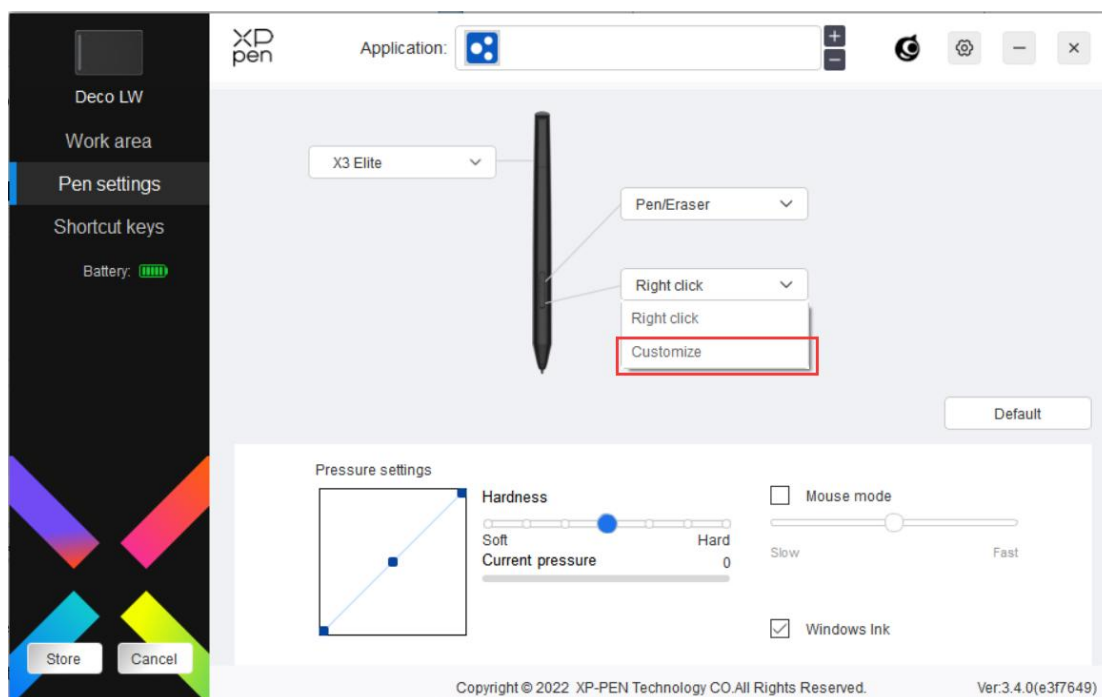 XP
pen
Application:
Deco LW
Work area
Pen settings
Shortcut keys
Battery:
X3 Elite
Pen/Eraser
Right click
Right click
Customize
Default
Pressure settings
Hardness
Soft Hard
Current pressure 0
Mouse mode
Slow Fast
Windows Ink
Store Cancel
Copyright © 2022 XP-PEN Technology CO.All Rights Reserved. Ver:3.4.0(e3f7649)